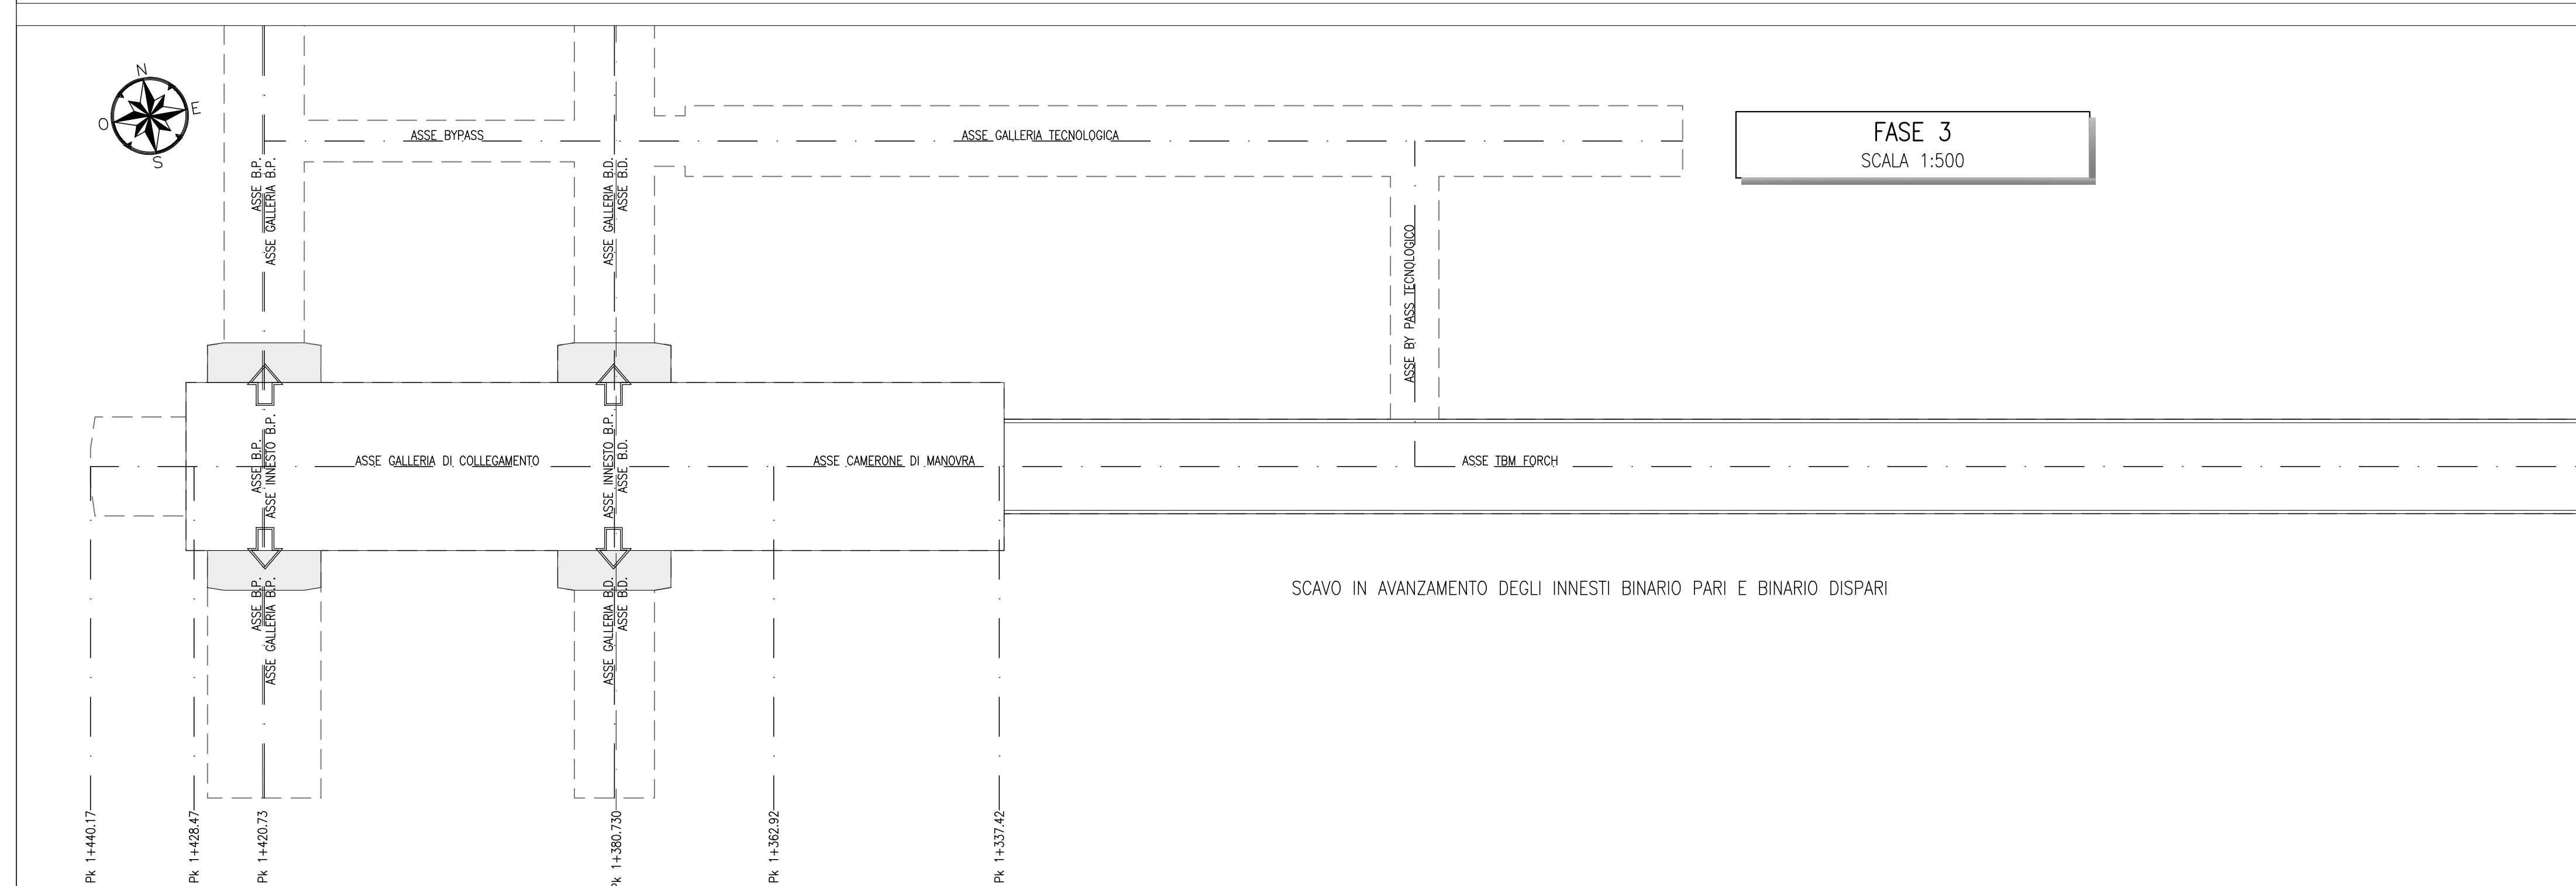 N
E
O
S
ASSE BYPASS
ASSE GALLERIA TECNOLOGICA
FASE 3
SCALA 1:500
ASSE B.P.
ASSE GALLERIA B.P.
ASSE GALLERIA B.D.
ASSE B.D.
ASSE BY PASS TECNOLOGICO
ASSE B.P.
ASSE INNESTO B.P.
ASSE GALLERIA DI COLLEGAMENTO
ASSE INNESTO B.P.
ASSE B.D.
ASSE CAMERONE DI MANOVRA
ASSE TBM FORCH
ASSE B.P.
ASSE GALLERIA B.P.
ASSE GALLERIA B.D.
ASSE B.D.
SCAVO IN AVANZAMENTO DEGLI INNESTI BINARIO PARI E BINARIO DISPARI
Pk 1+440.17
Pk 1+428.47
Pk 1+420.73
Pk 1+380.730
Pk 1+362.92
Pk 1+337.42